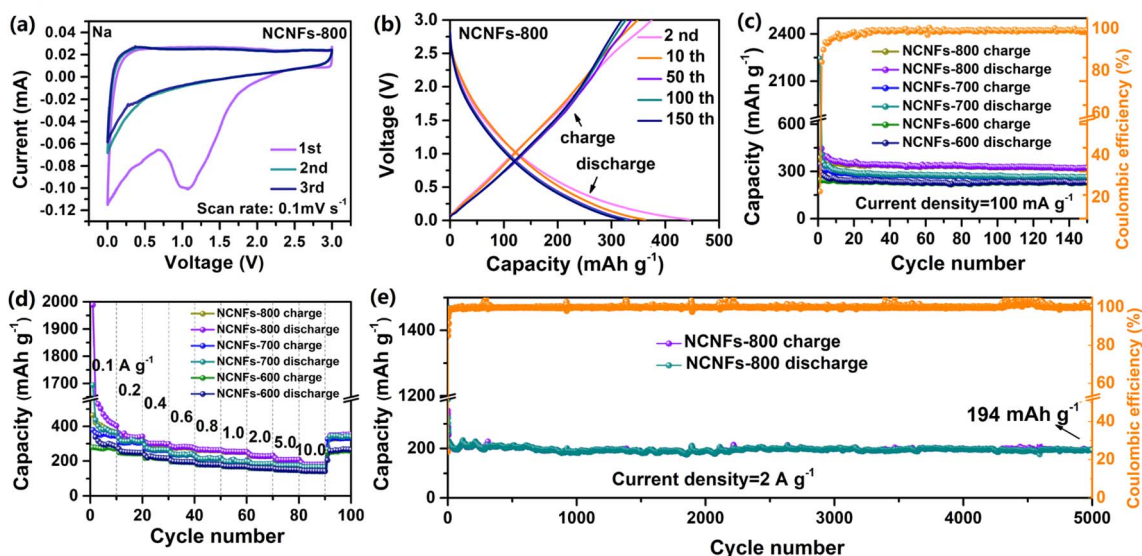 (a)
Na
NCNFs-800
0.04
0.02
0.00
-0.02
-0.04
-0.06
-0.08
-0.10
-0.12
Current (mA)
1st
2nd
3rd
Scan rate: 0.1mV s⁻¹
0.0 0.5 1.0 1.5 2.0 2.5 3.0
Voltage (V)
(b)
NCNFs-800
3.0
2.5
2.0
1.5
1.0
0.5
0.0
Voltage (V)
2 nd
10 th
50 th
100 th
150 th
charge
discharge
0 100 200 300 400 500
Capacity (mAh g⁻¹)
(c)
2400
2100
600
300
0
Capacity (mAh g⁻¹)
NCNFs-800 charge
NCNFs-800 discharge
NCNFs-700 charge
NCNFs-700 discharge
NCNFs-600 charge
NCNFs-600 discharge
Current density=100 mA g⁻¹
100
80
60
40
20
Coulombic efficiency (%)
0 20 40 60 80 100 120 140
Cycle number
(d)
2000
1900
1800
1700
400
200
0
Capacity (mAh g⁻¹)
NCNFs-800 charge
NCNFs-800 discharge
NCNFs-700 charge
NCNFs-700 discharge
NCNFs-600 charge
NCNFs-600 discharge
0.1 A g⁻¹
0.2
0.4
0.6
0.8
1.0
2.0
5.0
10.0
0 20 40 60 80 100
Cycle number
(e)
1400
1200
200
0
Capacity (mAh g⁻¹)
NCNFs-800 charge
NCNFs-800 discharge
194 mAh g⁻¹
Current density=2 A g⁻¹
100
80
60
40
20
0
Coulombic efficiency (%)
0 1000 2000 3000 4000 5000
Cycle number